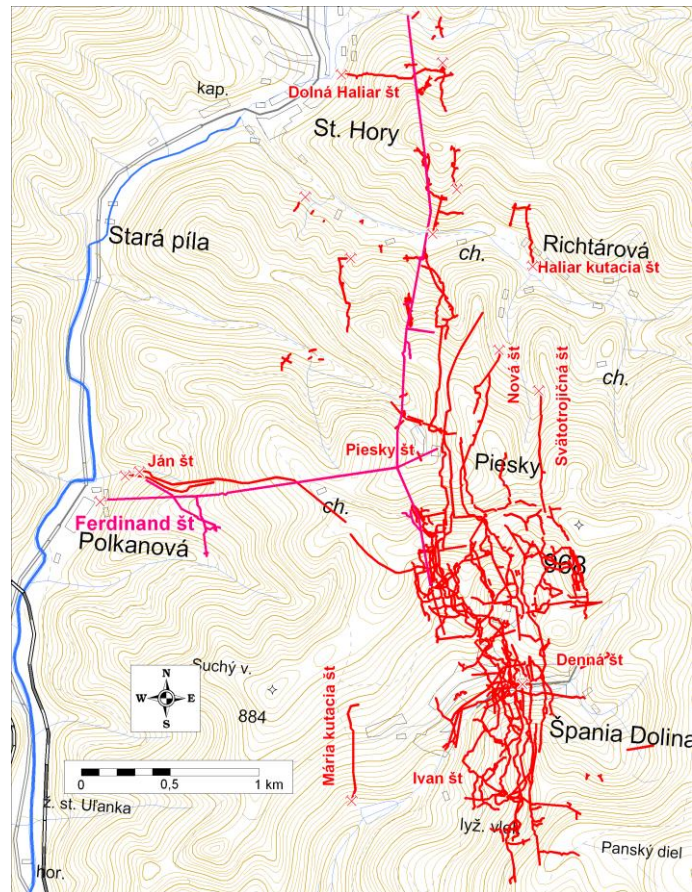 kap.
Dolná Haliar št
St. Hory
Stará píla
ch.
Richtárová
Haliar kutacia št
Nová št
Svätotrojičná št
ch.
Piesky št
Piesky
Ján št
ch.
Ferdinand št
Polkanová
968
Suchý v.
884
Denná št
Mária kutacia št
Špania Dolina
Ivan št
N
W E
S
0 0,5 1 km
ž. st. Uľanka
lyž. vlek
Panský diel
hor.